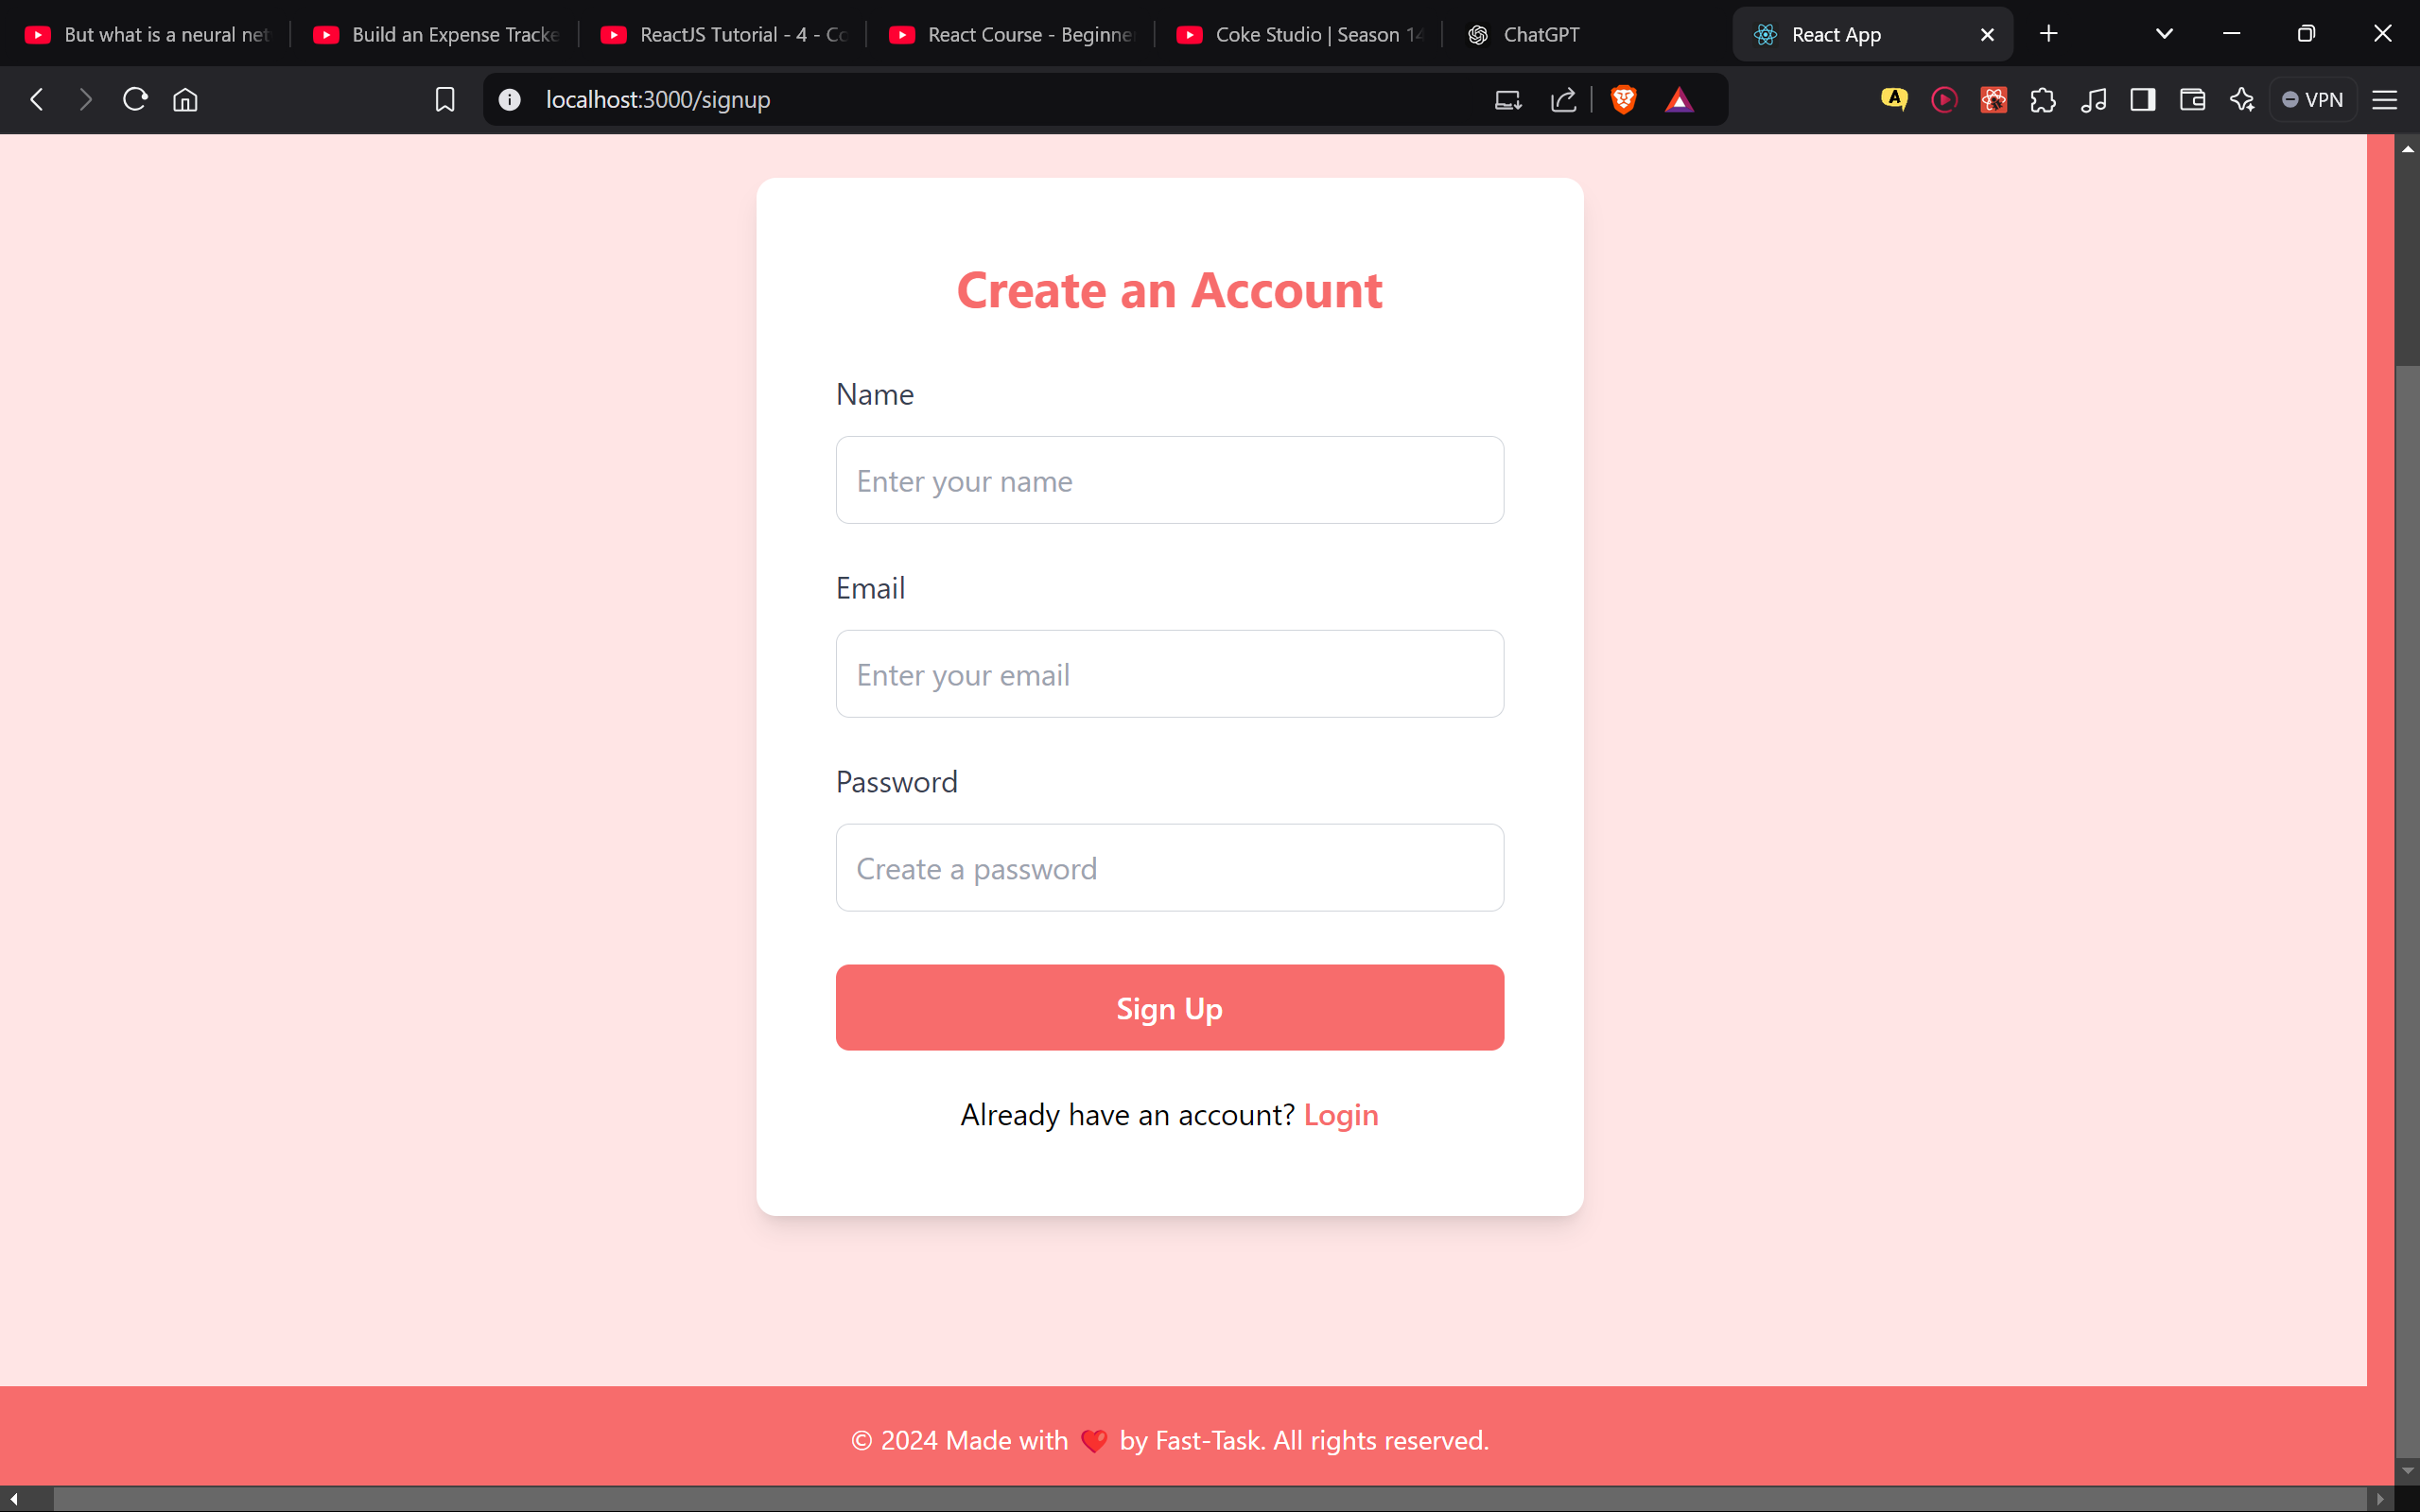 But what is a neural net
Build an Expense Tracke
ReactJS Tutorial - 4 - Co
React Course - Beginne
Coke Studio | Season 14
ChatGPT
React App
localhost:3000/signup
VPN
Create an Account
Name
Enter your name
Email
Enter your email
Password
Create a password
Sign Up
Already have an account? Login
© 2024 Made with ❤️ by Fast-Task. All rights reserved.